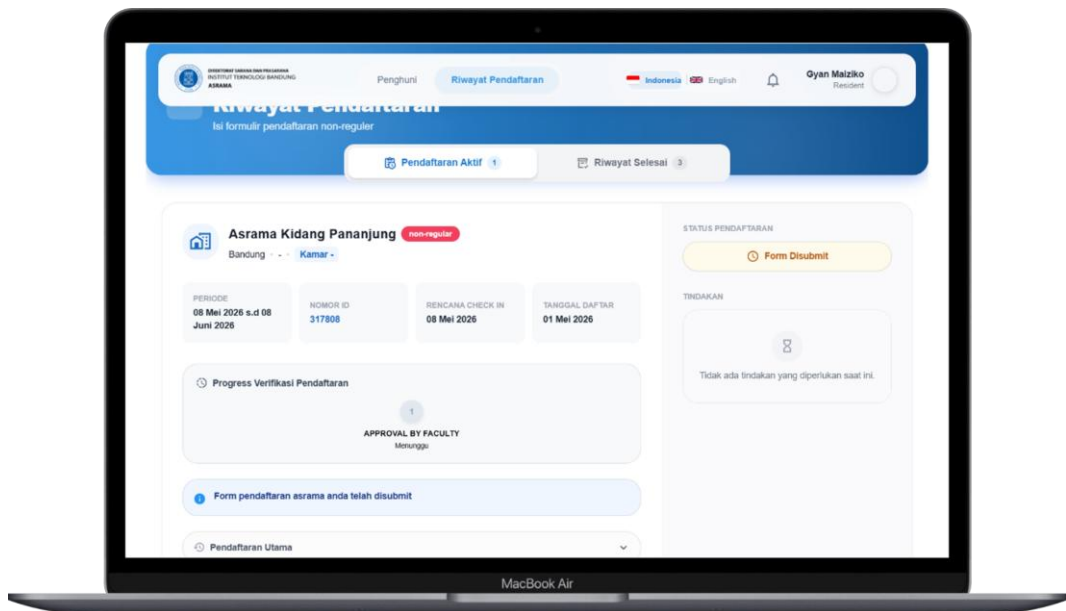 DIREKTORAT SARANA DAN PRASARANA
INSTITUT TEKNOLOGI BANDUNG
ASRAMA
Penghuni
Riwayat Pendaftaran
Indonesia
English
Gyan Maiziko
Resident
Riwayat Pendaftaran
Isi formulir pendaftaran non-reguler
Pendaftaran Aktif 1
Riwayat Selesai 3
Asrama Kidang Pananjung non-regular
Bandung - Kamar -
PERIODE
08 Mei 2026 s.d 08
Juni 2026
NOMOR ID
317808
RENCANA CHECK IN
08 Mei 2026
TANGGAL DAFTAR
01 Mei 2026
Progress Verifikasi Pendaftaran
1
APPROVAL BY FACULTY
Menunggu
Form pendaftaran asrama anda telah disubmit
Pendaftaran Utama
STATUS PENDAFTARAN
Form Disubmit
TINDAKAN
Tidak ada tindakan yang diperlukan saat ini.
MacBook Air